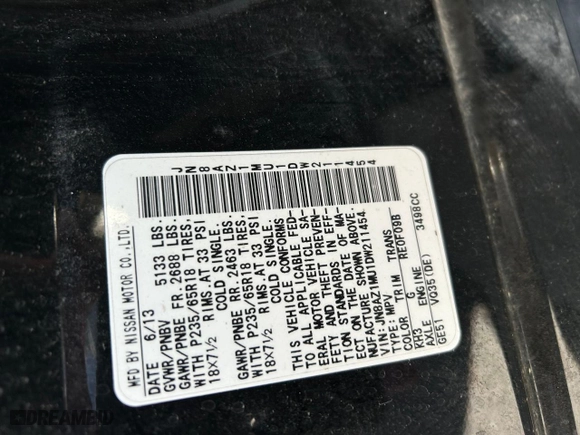 JN8AZ1MU1DW211454
MFD BY NISSAN MOTOR CO.,LTD.
DATE 6/13
GVWR/PNBV 5133 LBS.
GAWR/PNBE FR. 2688 LBS.
WITH P235/65R18 TIRES,
18X7½ RIMS.AT 33 PSI
COLD SINGLE.
GAWR/PNBE RR. 2463 LBS.
WITH P235/65R18 TIRES,
18X7½ RIMS.AT 33 PSI
COLD SINGLE.
THIS VEHICLE CONFORMS
TO ALL APPLICABLE FED-
ERAL MOTOR VEHICLE SA-
FETY AND THEFT PREVEN-
TION STANDARDS IN EFF-
ECT ON THE DATE OF MA-
NUFACTURE SHOWN ABOVE.
VIN:JN8AZ1MU1DW211454
TYPE:MPV
COLOR TRIM TRANS
KH3 RE0F09B
AXLE
GE51 VQ35(DE) 3498CC
DREAMBID